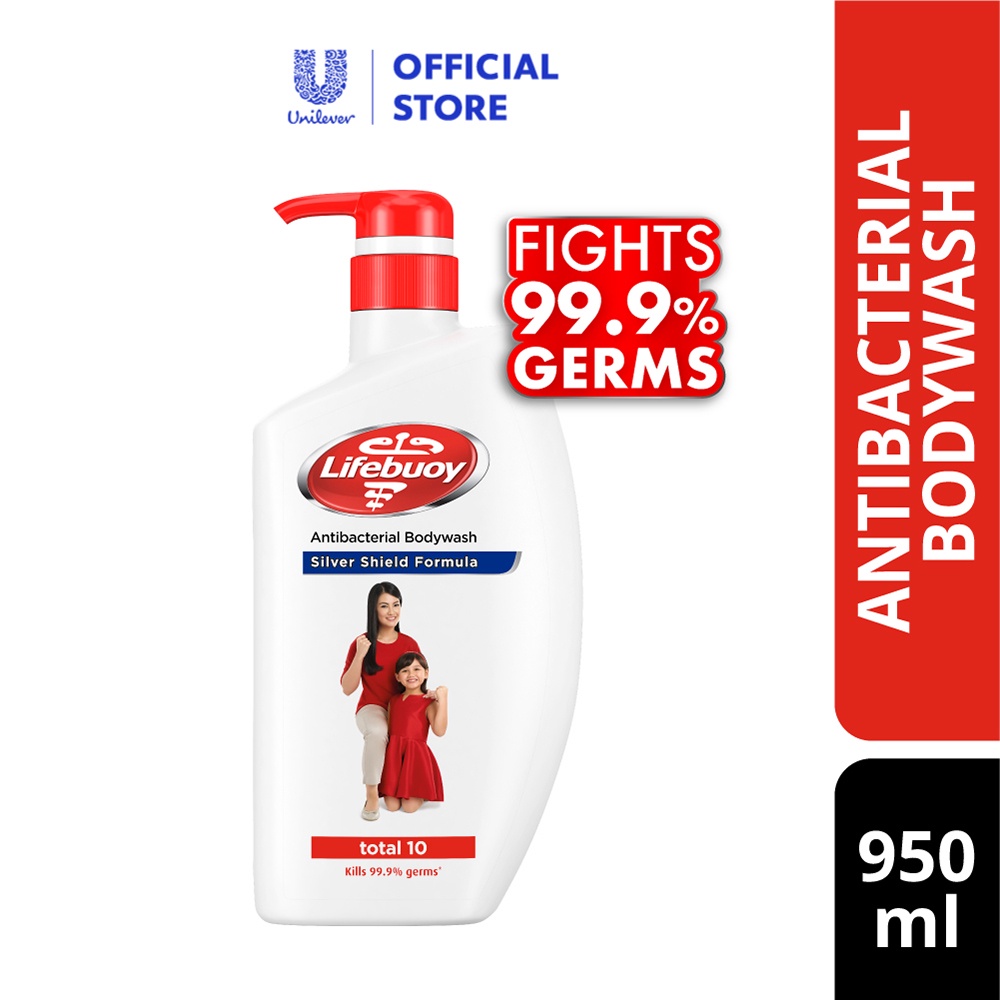 Unilever
OFFICIAL
STORE
FIGHTS
99.9%
GERMS
Lifebuoy
Antibacterial Bodywash
Silver Shield Formula
total 10
Kills 99.9% germs*
ANTIBACTERIAL
BODYWASH
950
ml